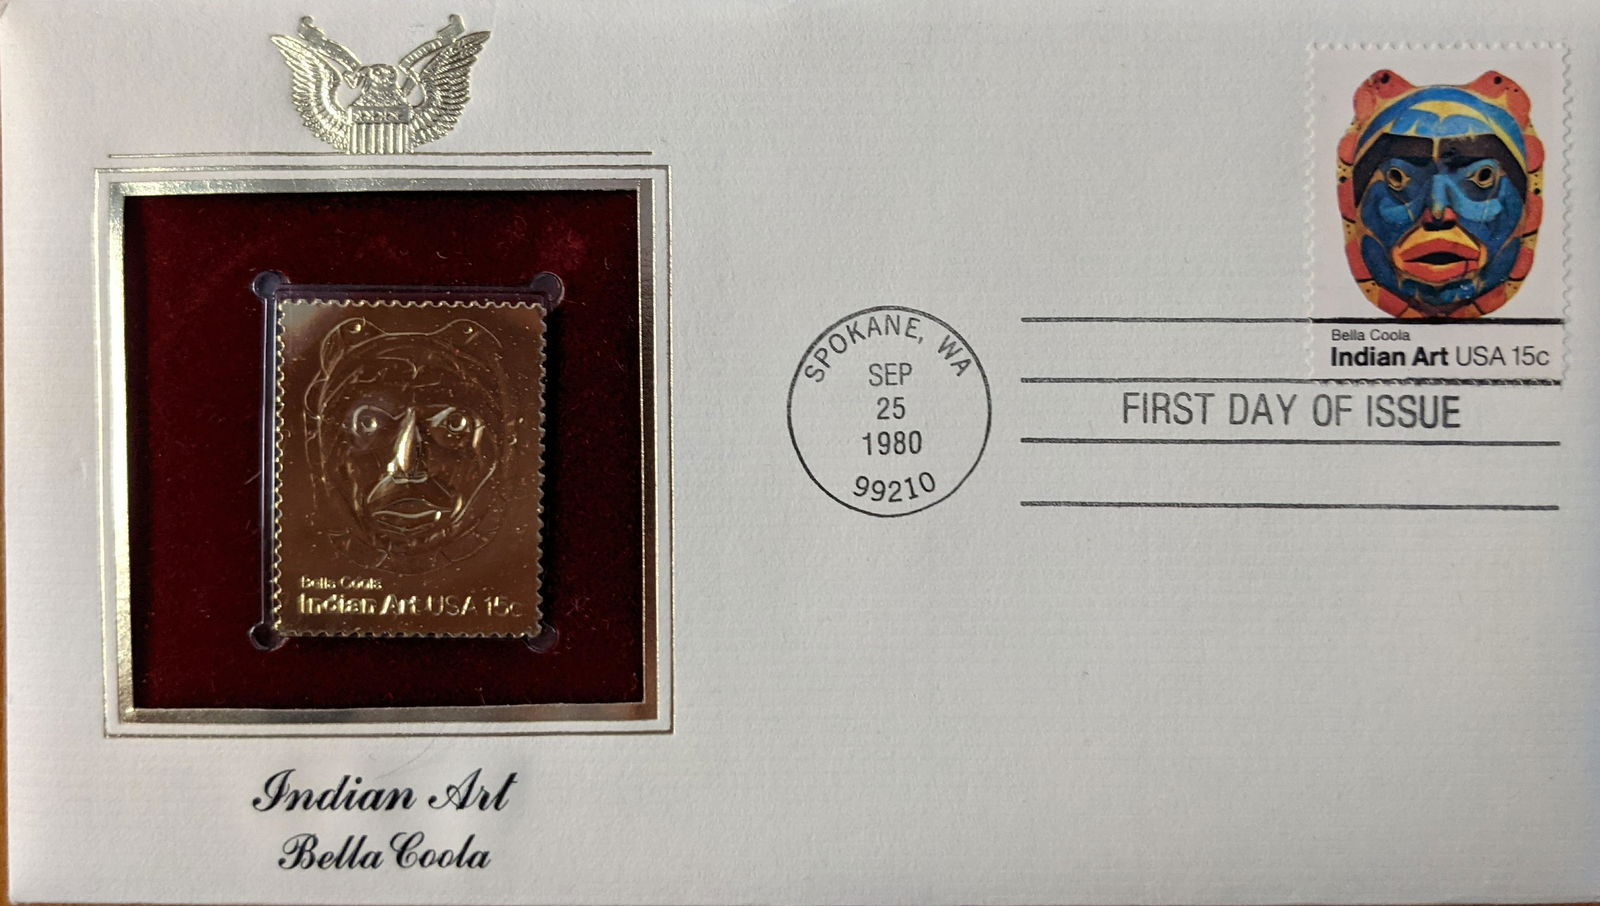 Bella Coola
Indian Art USA 15c
SPOKANE, WA
SEP
25
1980
99210
FIRST DAY OF ISSUE
Bella Coola
Indian Art USA 15c
Indian Art
Bella Coola